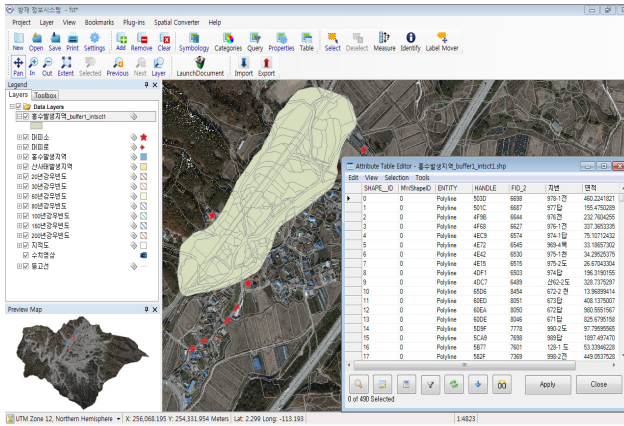 방재 정보시스템 - fst*
Project Layer View Bookmarks Plug-ins Spatial Converter Help
New Open Save Print Settings Add Remove Clear Symbology Categories Query Properties Table Select Deselect Measure Identify Label Mover
Pan In Out Extent Selected Previous Next Layer LaunchDocument Import Export
Legend
Layers Toolbox
Data Layers
홍수발생지역_buffer1_intsct1
대피소
대피로
홍수발생지역
산사태발생지역
20년강우빈도
30년강우빈도
50년강우빈도
80년강우빈도
100년강우빈도
150년강우빈도
200년강우빈도
지적도
수치영상
등고선
Preview Map
Attribute Table Editor - 홍수발생지역_buffer1_intsct1.shp
Edit View Selection Tools
SHAPE__ID MWShapeID ENTITY HANDLE FID_2 지번 면적
0 0 Polyline 503D 6698 978-1전 460.2241821
1 0 Polyline 501C 6687 977답 155.4750289
2 0 Polyline 4F9B 6644 976전 232.7604255
3 0 Polyline 4F68 6627 976-1전 337.3653335
4 0 Polyline 4EC9 6574 974-1답 75.10712432
5 0 Polyline 4E72 6545 969-4목 33.18657302
6 0 Polyline 4E42 6530 975-1천 34.29525375
7 0 Polyline 4E15 6515 975-2도 26.67043304
8 0 Polyline 4DF1 6503 974답 196.3190155
9 0 Polyline 4DC7 6489 산62-2도 328.7375297
10 0 Polyline 65D6 8454 672-2 전 13.96899414
11 0 Polyline 60ED 8051 673답 408.1375007
12 0 Polyline 60EA 8050 672답 980.5551567
13 0 Polyline 60DE 8046 671답 825.6795158
14 0 Polyline 5D9F 7778 990-2도 97.79595565
15 0 Polyline 5CA9 7698 989답 1897.497470
16 0 Polyline 5B77 7601 128-1 도 53.33946228
17 0 Polyline 582F 7369 998-2전 449.0537528
Apply Close
0 of 490 Selected
UTM Zone 12, Northern Hemisphere X: 256,068.195 Y: 254,331.954 Meters Lat: 2.299 Long: -113.193 1:4823